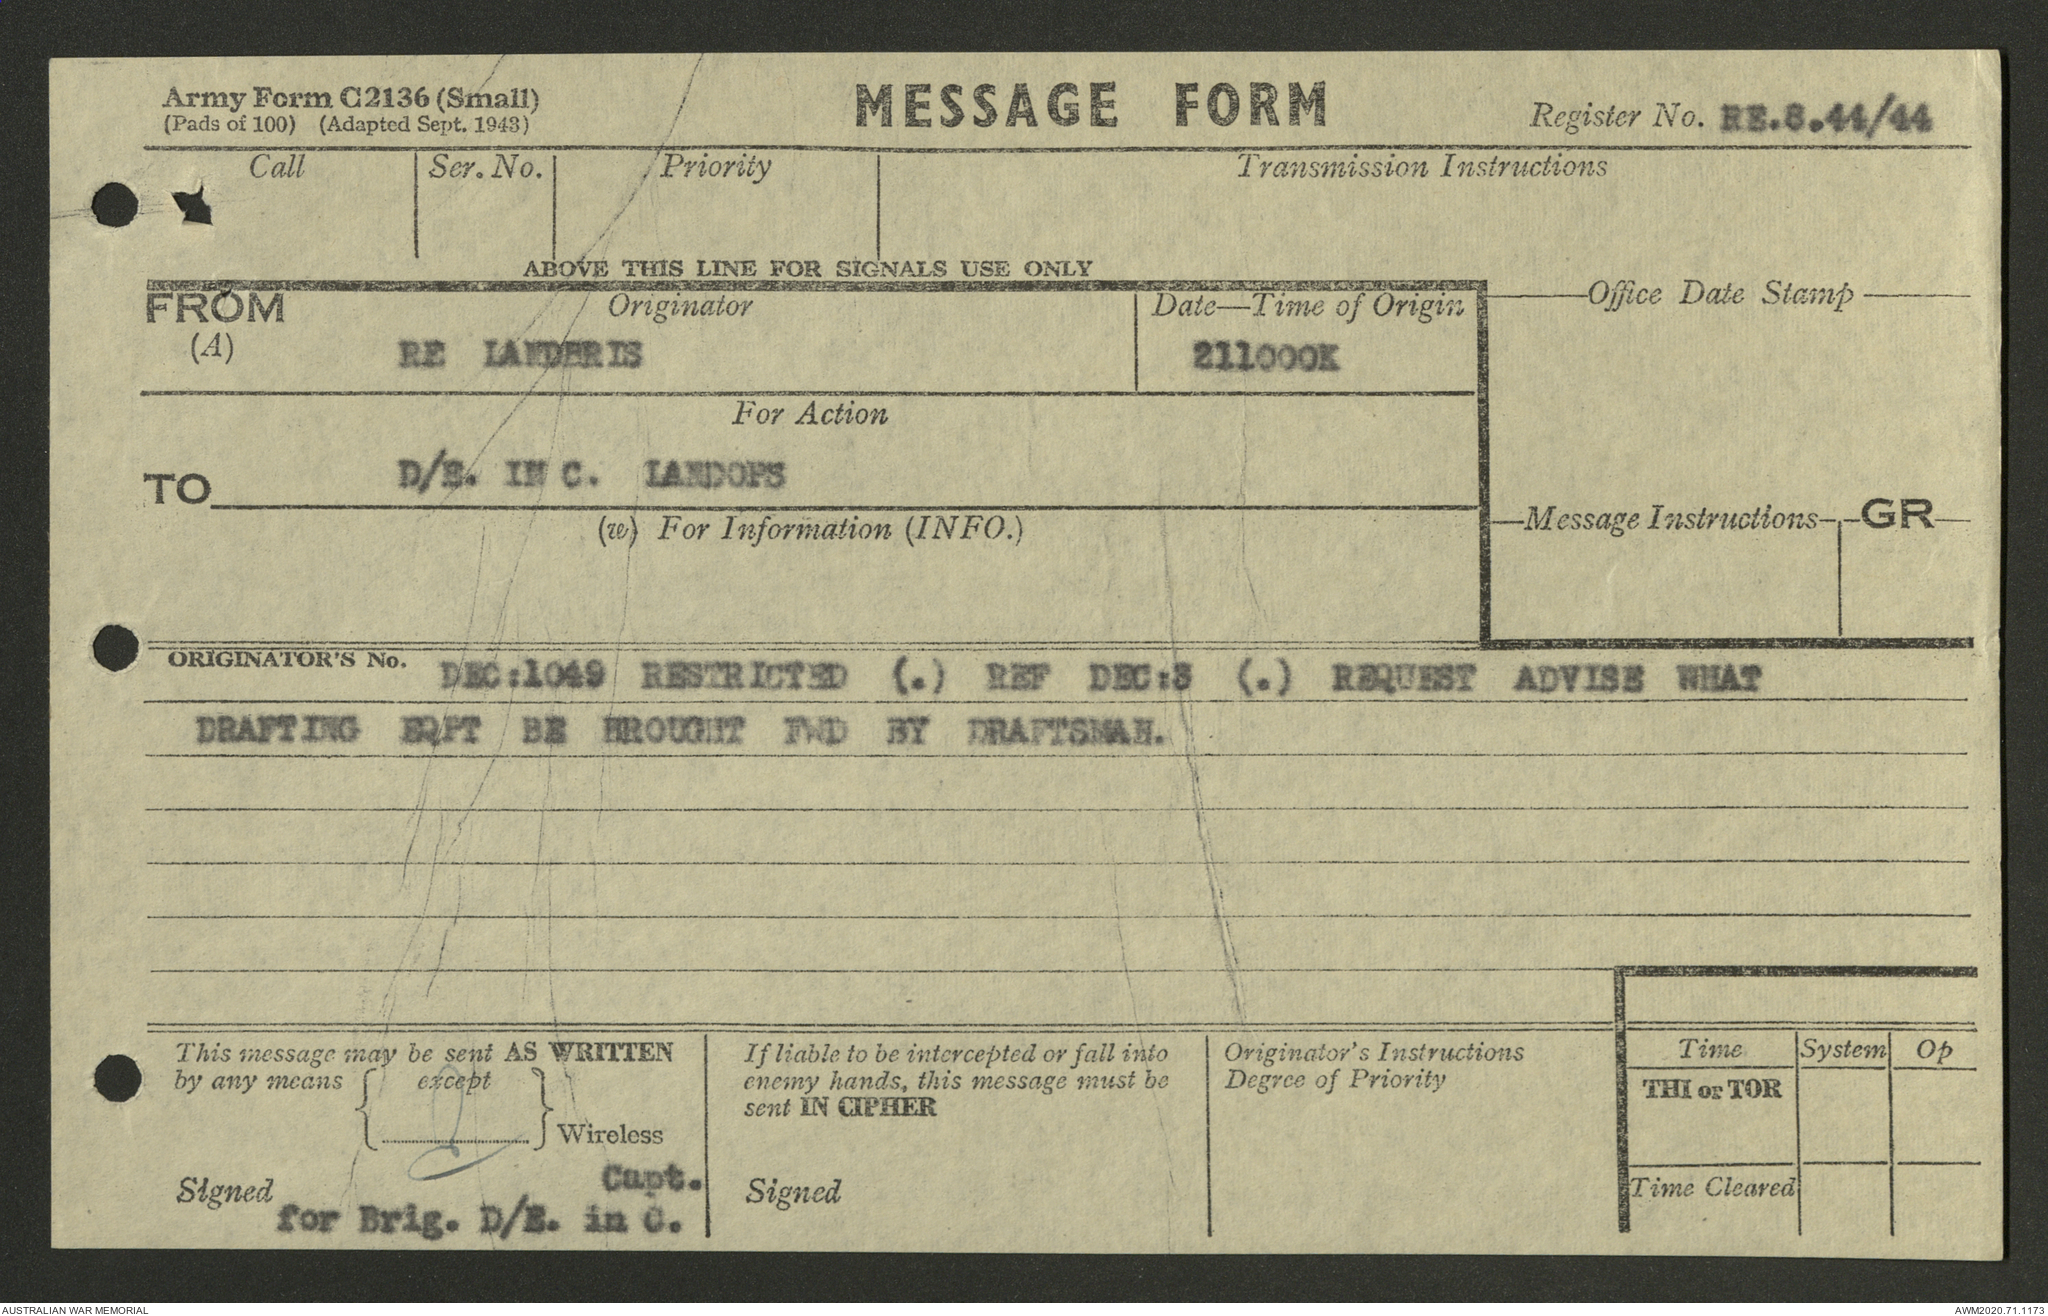 Army Form C2136 (Small)
(Pads of 100) (Adapted Sept. 1943)
MESSAGE FORM
Register No. RE.8.44/44
Call
Ser. No.
Priority
Transmission Instructions
ABOVE THIS LINE FOR SIGNALS USE ONLY
FROM
(A)
Originator
RE LANDBRIS
Date—Time of Origin
211000K
Office Date Stamp
For Action
TO
D/E. IN C. LANDOPS
(w) For Information (INFO.)
Message Instructions
GR
ORIGINATOR'S No. DEC:1049 RESTRICTED (.) REF DEC:3 (.) REQUEST ADVISE WHAT
DRAFTING EQPT BE BROUGHT FWD BY DRAFTSMAN.
This message may be sent AS WRITTEN
by any means { except } Wireless
Signed
Capt.
for Brig. D/E. in C.
If liable to be intercepted or fall into
enemy hands, this message must be
sent IN CIPHER
Signed
Originator's Instructions
Degree of Priority
Time
System
Op
THI or TOR
Time Cleared
AUSTRALIAN WAR MEMORIAL
AWM2020.71.1173